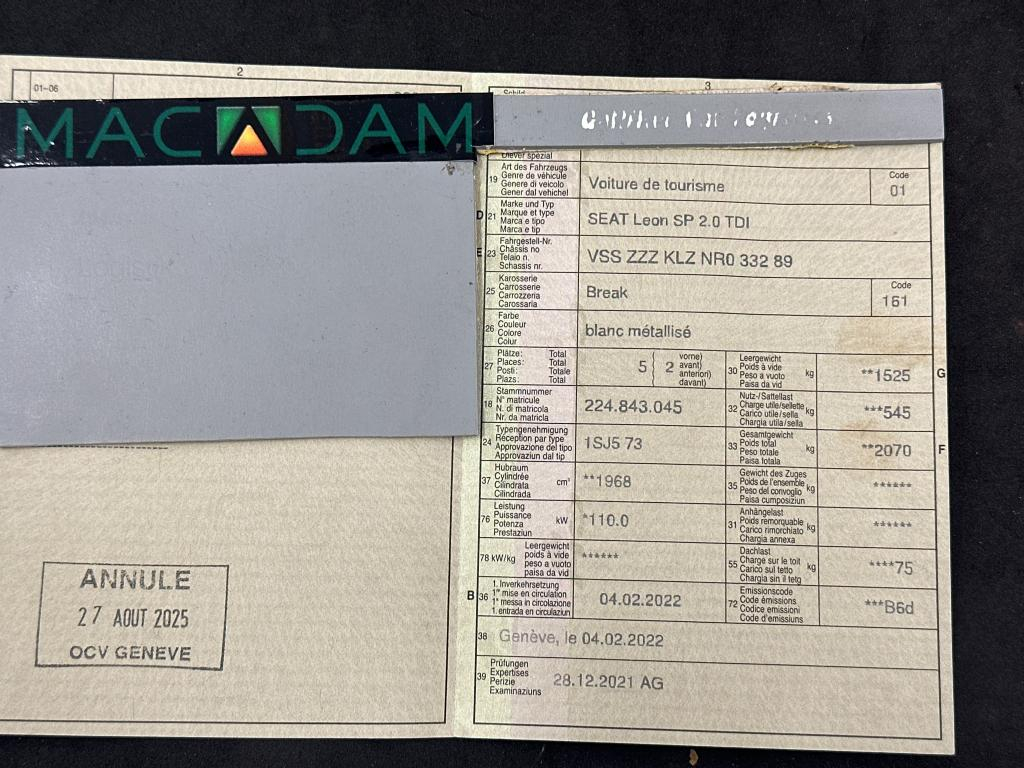 2
01-06
MACADAM
ANNULE
27 AOUT 2025
OCV GENEVE
3
Schild
spezial
19 Art des Fahrzeugs
Genre de véhicule
Genere di veicolo
Gener dal vehichel
Voiture de tourisme
Code
01
D 21 Marke und Typ
Marque et type
Marca e tipo
Marca e tip
SEAT Leon SP 2.0 TDI
E 23 Fahrgestell-Nr.
Châssis no
Telaio n.
Schassis nr.
VSS ZZZ KLZ NR0 332 89
25 Karosserie
Carrosserie
Carrozzeria
Carossaria
Break
Code
161
26 Farbe
Couleur
Colore
Colur
blanc métallisé
27 Plätze: Total
Places: Total
Posti: Totale
Plazs: Total
5 { 2 vorne)
avant)
anteriori)
davant)
30 Leergewicht
Poids à vide
Peso a vuoto
Paisa da vid
kg
**1525 G
18 Stammnummer
N° matricule
N. di matricola
Nr. da matricla
224.843.045
32 Nutz-/Sattellast
Charge utile/sellette
Carico utile/sella
Chargia utila/sella
kg
***545
24 Typengenehmigung
Réception par type
Approvazione del tipo
Approvaziun dal tip
1SJ5 73
33 Gesamtgewicht
Poids total
Peso totale
Paisa totala
kg
**2070 F
37 Hubraum
Cylindrée
Cilindrata
Cilindrada
cm³
**1968
35 Gewicht des Zuges
Poids de l'ensemble
Peso del convoglio
Paisa cumposiziun
kg
******
76 Leistung
Puissance
Potenza
Prestaziun
kW
*110.0
31 Anhängelast
Poids remorquable
Carico rimorchiato
Chargia annexa
kg
******
78 kW/kg Leergewicht
poids à vide
peso a vuoto
paisa da vid
******
55 Dachlast
Charge sur le toit
Carico sul tetto
Chargia sin il tetg
kg
****75
B 36 1. Inverkehrsetzung
1re mise en circulation
1a messa in circolazione
1. entrada en circulaziun
04.02.2022
72 Emissionscode
Code émissions
Codice emissioni
Code d'emissiuns
***B6d
38 Genève, le 04.02.2022
39 Prüfungen
Expertises
Perizie
Examinaziuns
28.12.2021 AG